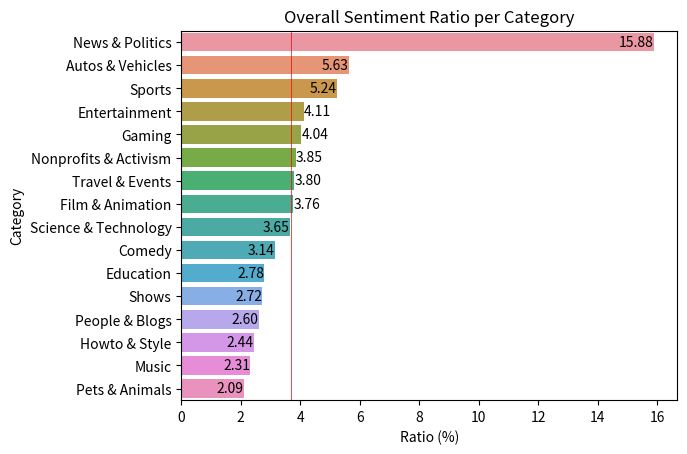 Overall Sentiment Ratio per Category
Category
News & Politics 15.88
Autos & Vehicles 5.63
Sports 5.24
Entertainment 4.11
Gaming 4.04
Nonprofits & Activism 3.85
Travel & Events 3.80
Film & Animation 3.76
Science & Technology 3.65
Comedy 3.14
Education 2.78
Shows 2.72
People & Blogs 2.60
Howto & Style 2.44
Music 2.31
Pets & Animals 2.09
0 2 4 6 8 10 12 14 16
Ratio (%)